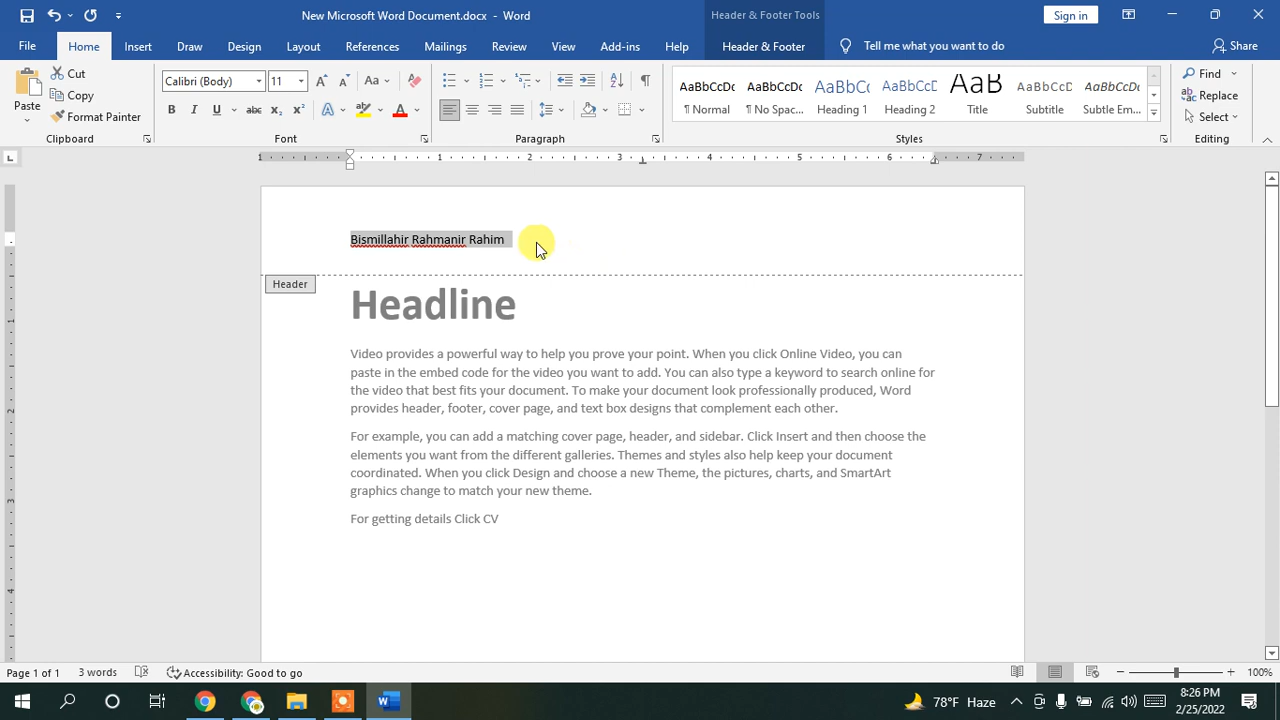 New Microsoft Word Document.docx - Word
Header & Footer Tools
Sign in
File
Home
Insert
Draw
Design
Layout
References
Mailings
Review
View
Add-ins
Help
Header & Footer
Tell me what you want to do
Share
Paste
Cut
Copy
Format Painter
Clipboard
Calibri (Body)
11
Font
Paragraph
AaBbCcDc
¶ Normal
AaBbCcDc
¶ No Spac...
AaBbCc
Heading 1
AaBbCcC
Heading 2
AaB
Title
AaBbCcC
Subtitle
AaBbCcDc
Subtle Em...
Styles
Find
Replace
Select
Editing
1 1 2 3 4 5 6 7
Bismillahir Rahmanir Rahim
Header
Headline
Video provides a powerful way to help you prove your point. When you click Online Video, you can
paste in the embed code for the video you want to add. You can also type a keyword to search online for
the video that best fits your document. To make your document look professionally produced, Word
provides header, footer, cover page, and text box designs that complement each other.
For example, you can add a matching cover page, header, and sidebar. Click Insert and then choose the
elements you want from the different galleries. Themes and styles also help keep your document
coordinated. When you click Design and choose a new Theme, the pictures, charts, and SmartArt
graphics change to match your new theme.
For getting details Click CV
Page 1 of 1
3 words
Accessibility: Good to go
100%
78°F Haze
8:26 PM
2/25/2022